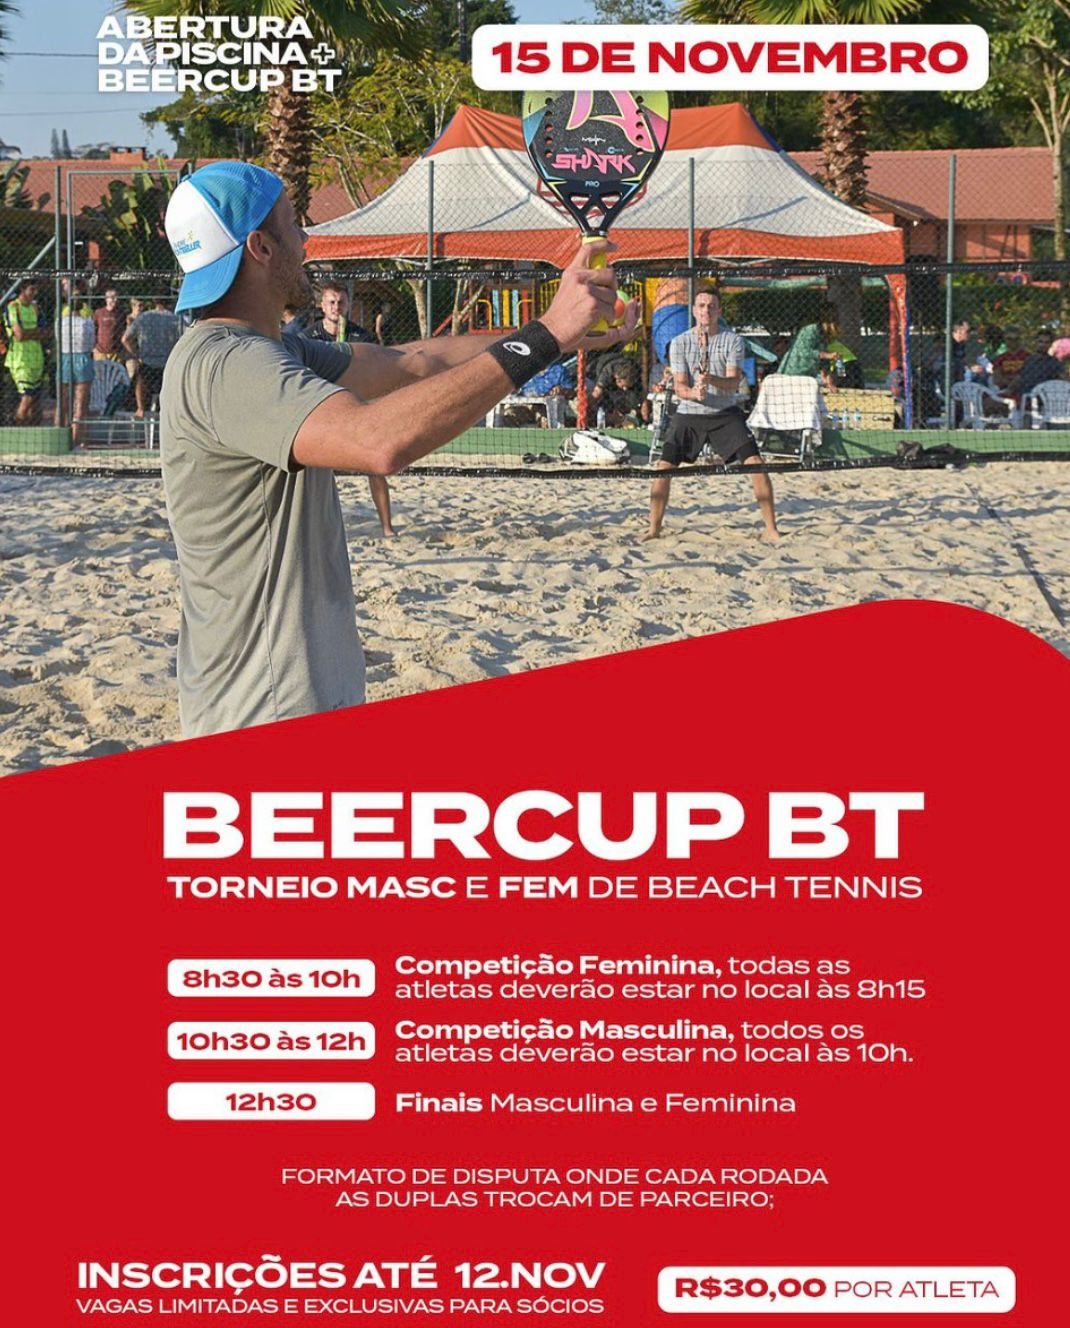 ABERTURA
DA PISCINA +
BEERCUP BT
15 DE NOVEMBRO
SHARK
PRO
BEERCUP BT
TORNEIO MASC E FEM DE BEACH TENNIS
8h30 às 10h
Competição Feminina, todas as
atletas deverão estar no local às 8h15
10h30 às 12h
Competição Masculina, todos os
atletas deverão estar no local às 10h.
12h30
Finais Masculina e Feminina
FORMATO DE DISPUTA ONDE CADA RODADA
AS DUPLAS TROCAM DE PARCEIRO;
INSCRIÇÕES ATÉ 12.NOV
VAGAS LIMITADAS E EXCLUSIVAS PARA SÓCIOS
R$30,00 POR ATLETA